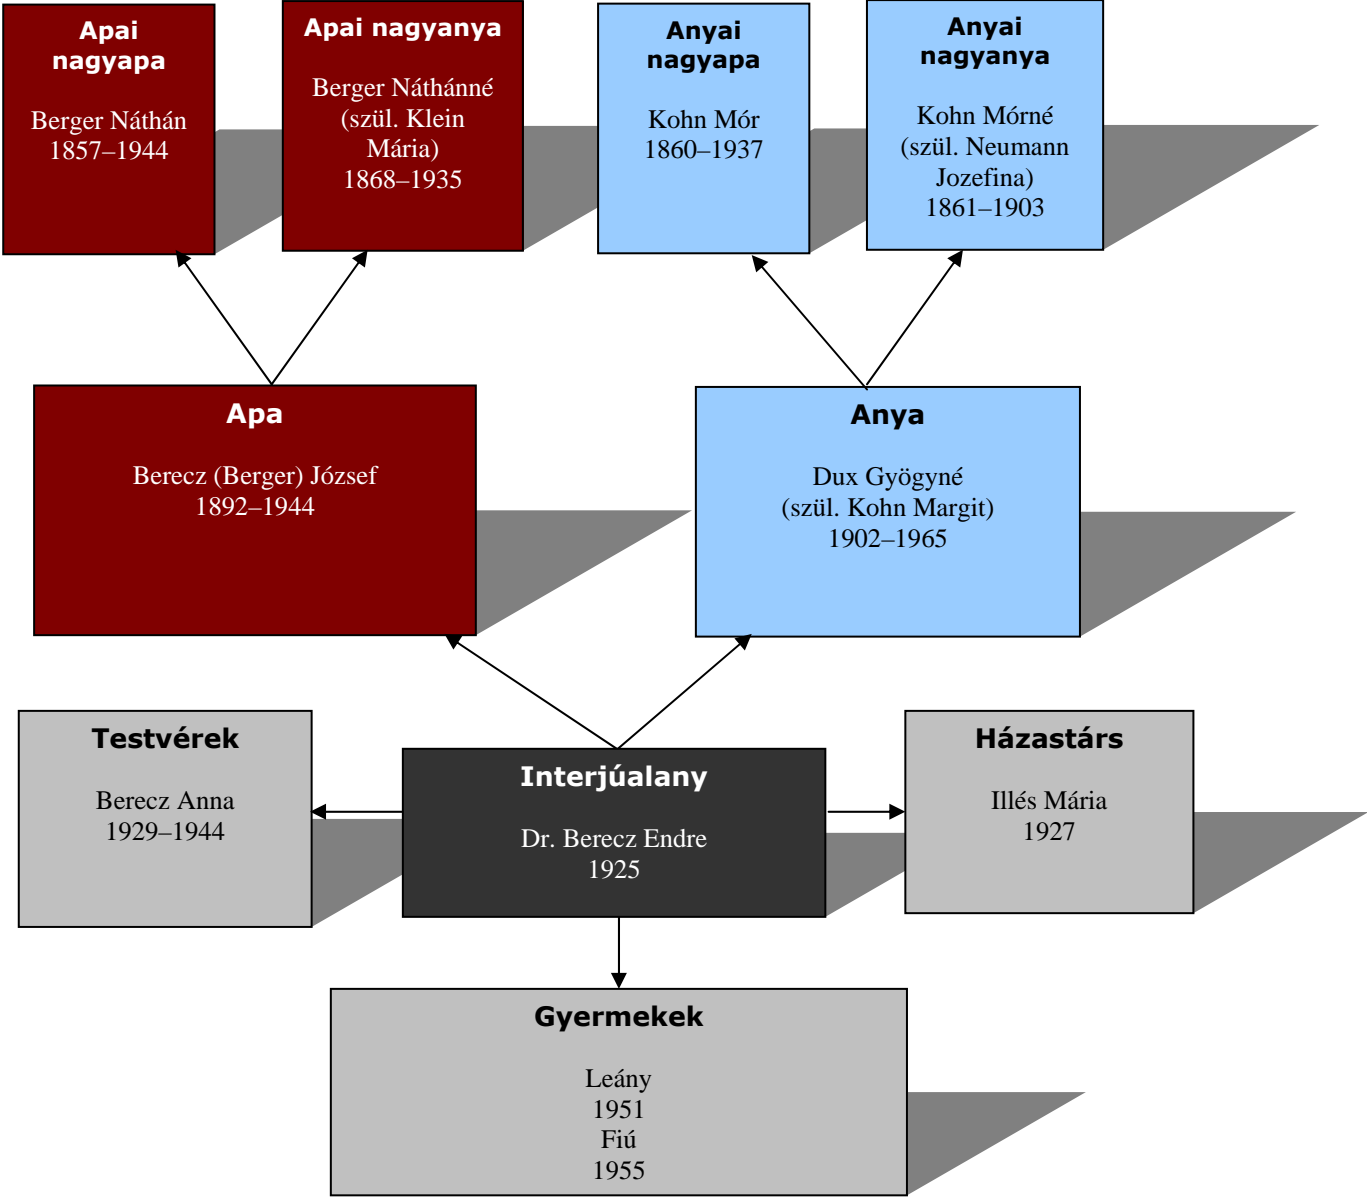 Apai
nagyapa
Berger Náthán
1857–1944
Apai nagyanya
Berger Náthánné
(szül. Klein
Mária)
1868–1935
Anyai
nagyapa
Kohn Mór
1860–1937
Anyai
nagyanya
Kohn Mórné
(szül. Neumann
Jozefina)
1861–1903
Apa
Berecz (Berger) József
1892–1944
Anya
Dux Gyögyné
(szül. Kohn Margit)
1902–1965
Testvérek
Berecz Anna
1929–1944
Interjúalany
Dr. Berecz Endre
1925
Házastárs
Illés Mária
1927
Gyermekek
Leány
1951
Fiú
1955